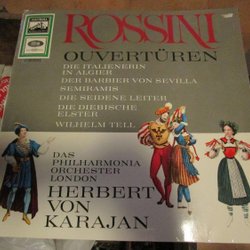 ROSSINI
OUVERTÜREN
DIE ITALIENERIN
IN ALGIER
DER BARBIER VON SEVILLA
SEMIRAMIS
DIE SEIDENE LEITER
DIE DIEBISCHE
ELSTER
WILHELM TELL
DAS
PHILHARMONIA
ORCHESTER
LONDON
HERBERT
VON
KARAJAN